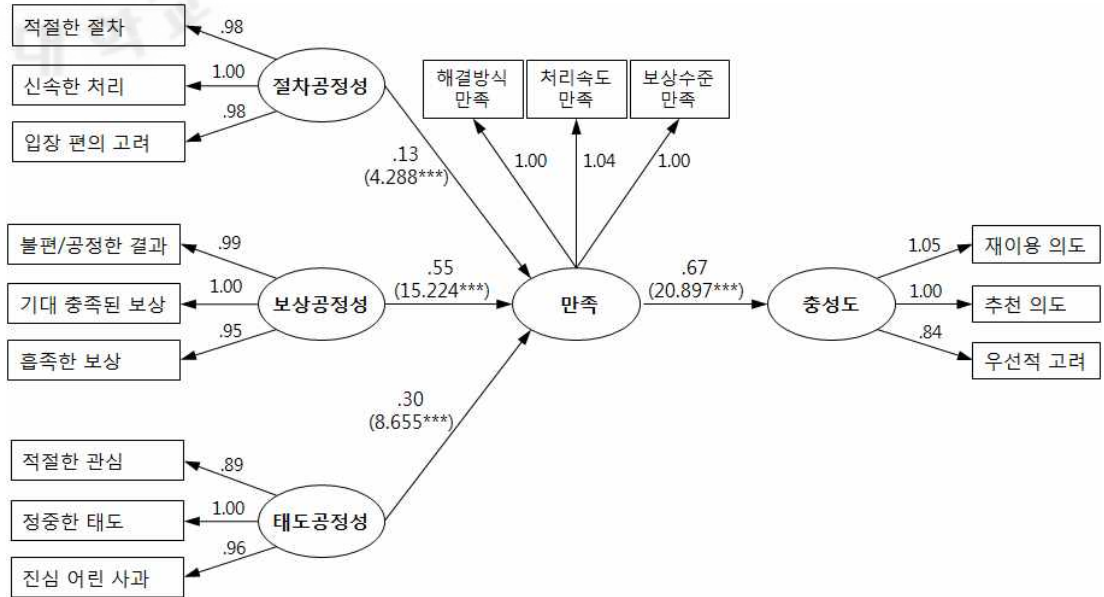 적절한 절차
.98
신속한 처리
1.00
절차공정성
입장 편의 고려
.98
해결방식
만족
처리속도
만족
보상수준
만족
1.00
1.04
1.00
.13
(4.288***)
불편/공정한 결과
.99
기대 충족된 보상
1.00
보상공정성
흡족한 보상
.95
.55
(15.224***)
만족
.67
(20.897***)
충성도
1.05
재이용 의도
1.00
추천 의도
.84
우선적 고려
.30
(8.655***)
적절한 관심
.89
정중한 태도
1.00
태도공정성
진심 어린 사과
.96